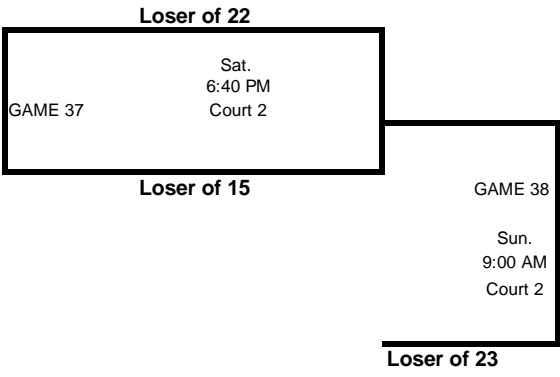 Loser of 22
Sat.
6:40 PM
GAME 37 Court 2
Loser of 15
GAME 38
Sun.
9:00 AM
Court 2
Loser of 23